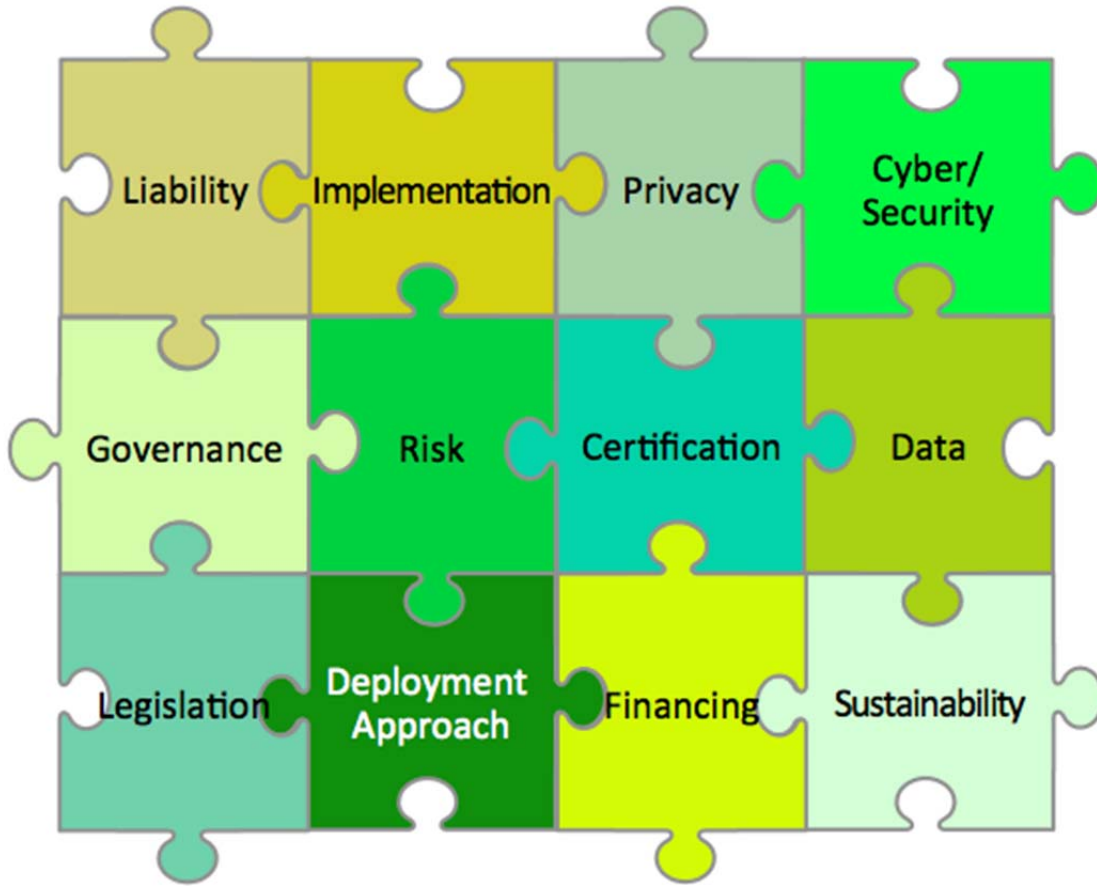 Liability
Implementation
Privacy
Cyber/
Security
Governance
Risk
Certification
Data
Legislation
Deployment
Approach
Financing
Sustainability